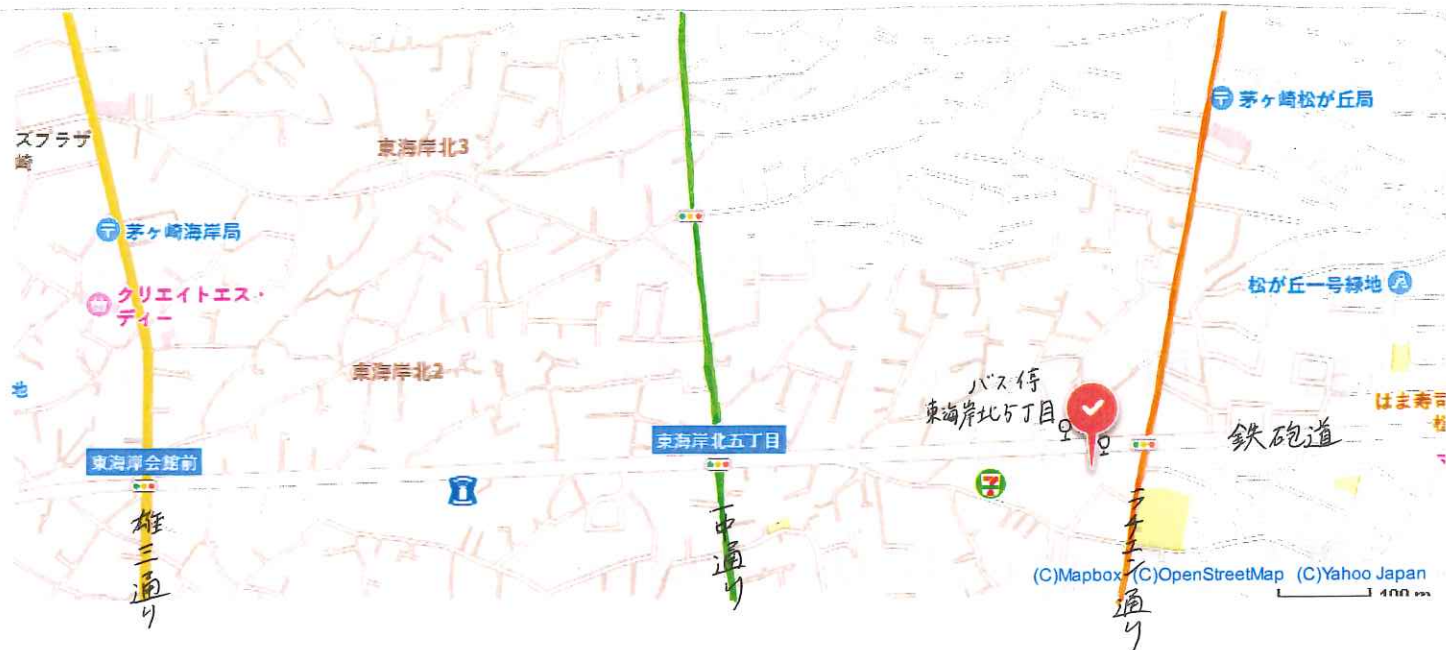 茅ヶ崎松が丘局
スプラザ
崎
東海岸北3
茅ヶ崎海岸局
クリエイトエス・
ディー
松が丘一号緑地
東海岸北2
地
バス停
東海岸北5丁目
はま寿司
鉄砲道
東海岸北五丁目
東海岸会館前
雄三通り
一中通り
ラチエン通り
(C)Mapbox (C)OpenStreetMap (C)Yahoo Japan
100 m